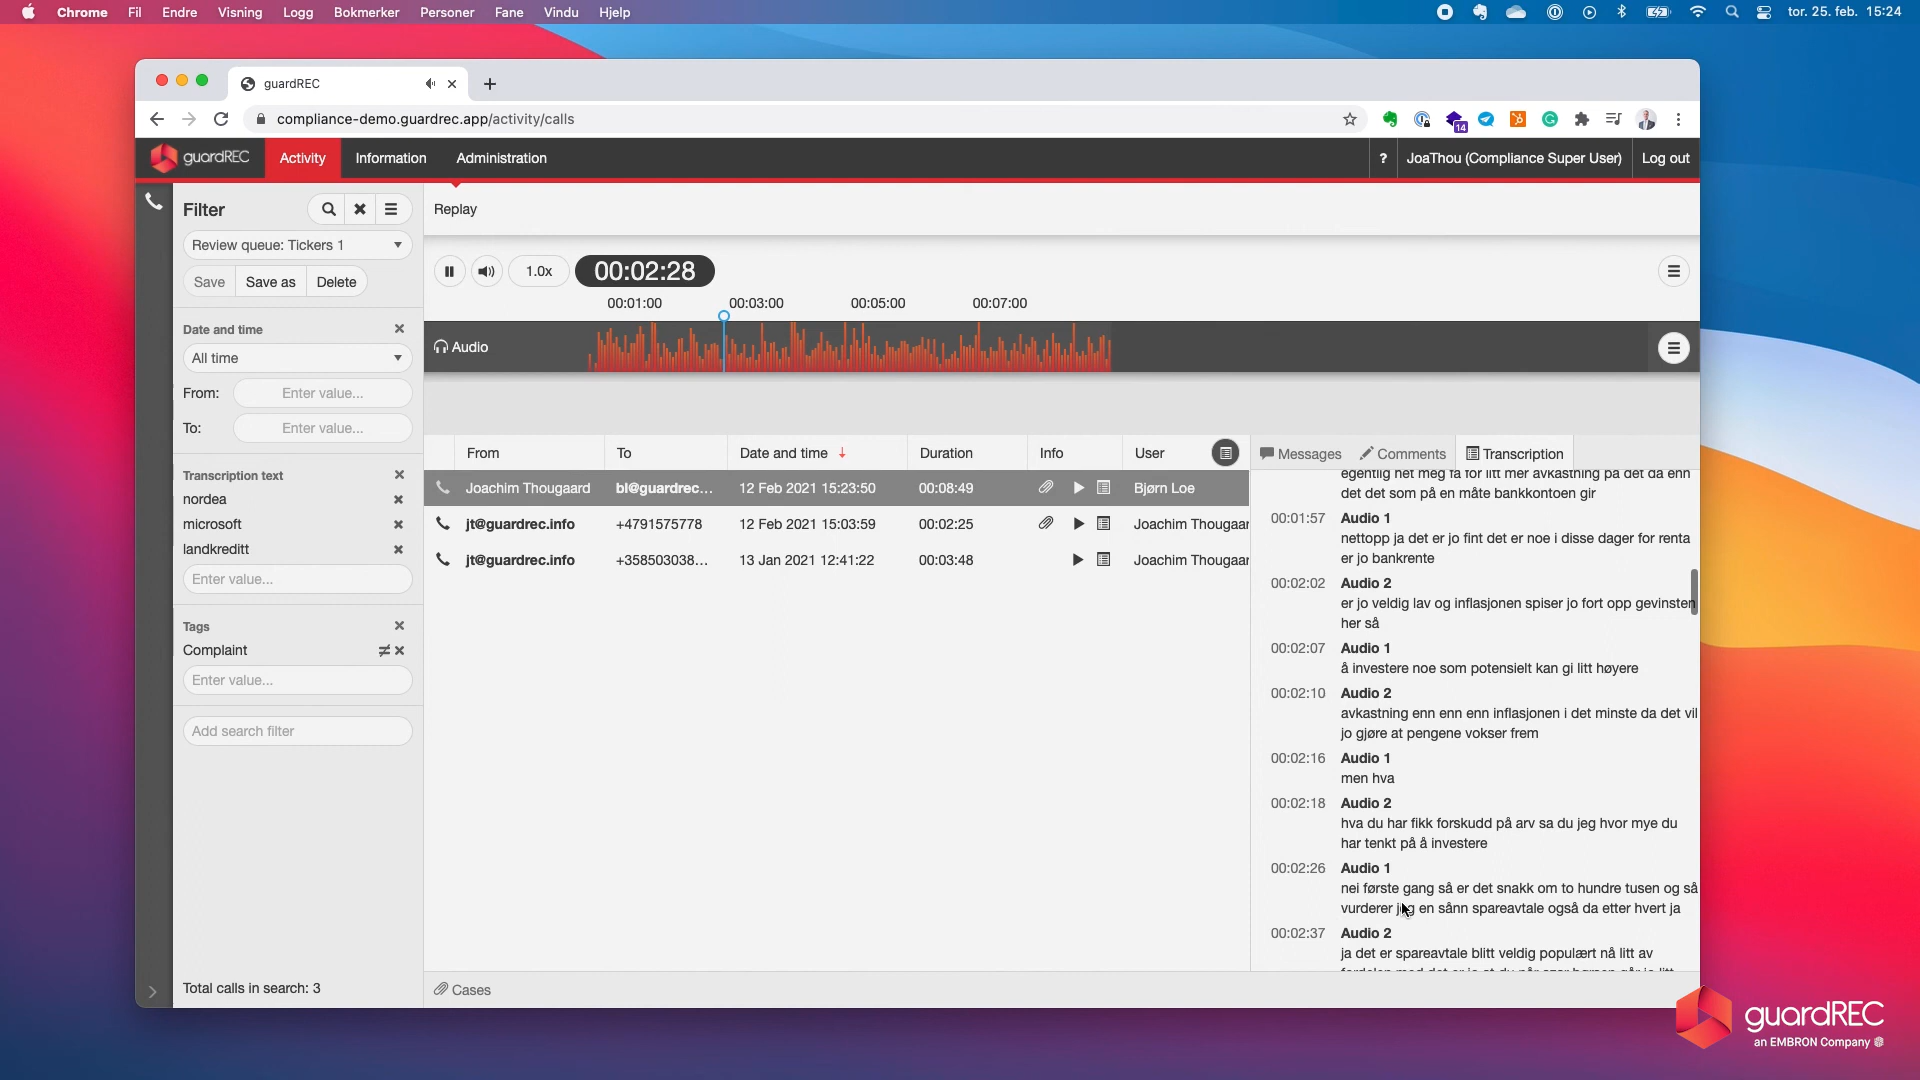 Chrome Fil Endre Visning Logg Bokmerker Personer Fane Vindu Hjelp tor. 25. feb. 15:24
guardREC
compliance-demo.guardrec.app/activity/calls
14
guardREC Activity Information Administration ? JoaThou (Compliance Super User) Log out
Filter
Review queue: Tickers 1
Save Save as Delete
Date and time
All time
From: Enter value...
To: Enter value...
Transcription text
nordea
microsoft
landkreditt
Enter value...
Tags
Complaint
Enter value...
Add search filter
Total calls in search: 3
Replay
1.0x 00:02:28
00:01:00 00:03:00 00:05:00 00:07:00
Audio
From To Date and time Duration Info User
Joachim Thougaard bl@guardrec... 12 Feb 2021 15:23:50 00:08:49 Bjørn Loe
jt@guardrec.info +4791575778 12 Feb 2021 15:03:59 00:02:25 Joachim Thougaar
jt@guardrec.info +358503038... 13 Jan 2021 12:41:22 00:03:48 Joachim Thougaar
Messages Comments Transcription
det det som på en måte bankkontoen gir
00:01:57 Audio 1
nettopp ja det er jo fint det er noe i disse dager for renta
er jo bankrente
00:02:02 Audio 2
er jo veldig lav og inflasjonen spiser jo fort opp gevinsten
her så
00:02:07 Audio 1
å investere noe som potensielt kan gi litt høyere
00:02:10 Audio 2
avkastning enn enn enn inflasjonen i det minste da det vil
jo gjøre at pengene vokser frem
00:02:16 Audio 1
men hva
00:02:18 Audio 2
hva du har fikk forskudd på arv sa du jeg hvor mye du
har tenkt på å investere
00:02:26 Audio 1
nei første gang så er det snakk om to hundre tusen og så
vurderer jeg en sånn spareavtale også da etter hvert ja
00:02:37 Audio 2
ja det er spareavtale blitt veldig populært nå litt av
Cases
guardREC
an EMBRON Company